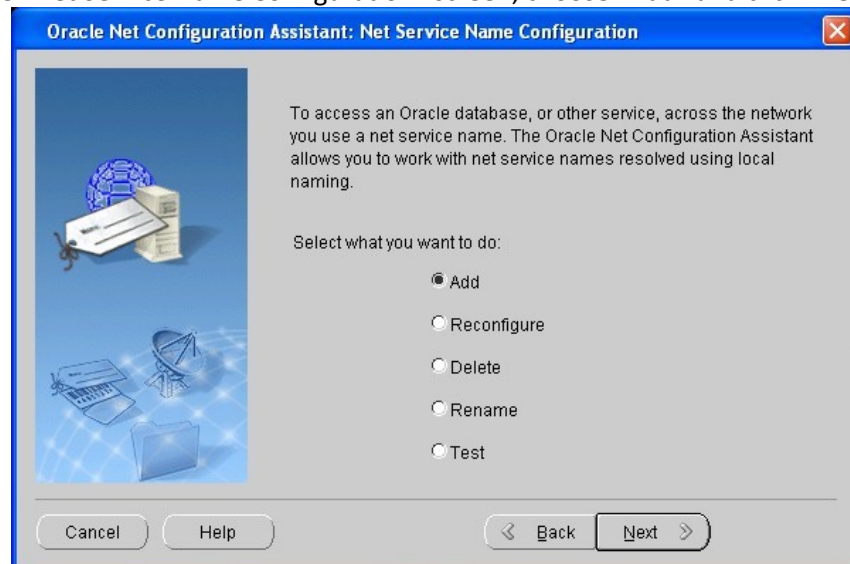 Oracle Net Configuration Assistant: Net Service Name Configuration
To access an Oracle database, or other service, across the network
you use a net service name. The Oracle Net Configuration Assistant
allows you to work with net service names resolved using local
naming.
Select what you want to do:
Add
Reconfigure
Delete
Rename
Test
Cancel
Help
Back
Next